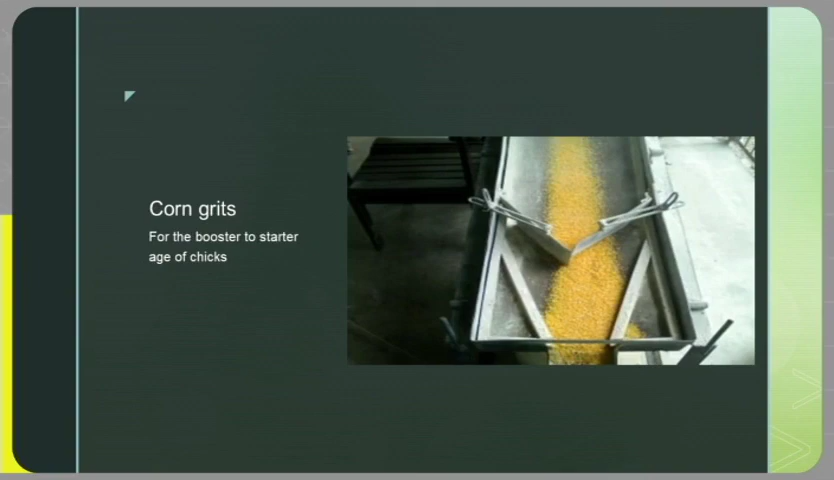 Corn grits
For the booster to starter
age of chicks